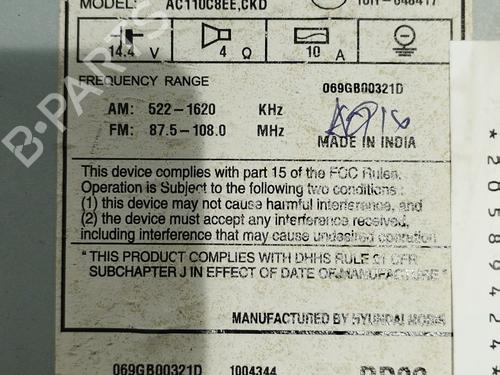 MODEL: AC110C8EE,CKD
14.4 V 4 Ω 10 A
FREQUENCY RANGE 069GB00321D
AM: 522-1620 KHz
FM: 87.5-108.0 MHz MADE IN INDIA
This device complies with part 15 of the FCC Rules.
Operation is Subject to the following two conditions :
(1) this device may not cause harmful interference, and
(2) the device must accept any interference received,
including interference that may cause undesired operation
" THIS PRODUCT COMPLIES WITH DHHS RULE 21 CFR
SUBCHAPTER J IN EFFECT OF DATE OF.MANUFACTURE "
MANUFACTURED BY HYUNDAI MOBIS
069GB00321D 1004344
*20589424*
B-PARTS